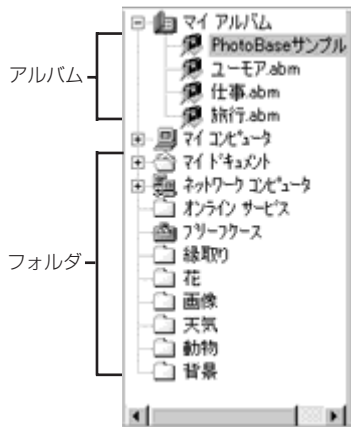 マイ アルバム
PhotoBaseサンプル
アルバム
ユーモア.abm
仕事.abm
旅行.abm
マイ コンピュータ
マイ ドキュメント
ネットワーク コンピュータ
オンライン サービス
ブリーフケース
縁取り
フォルダ
花
画像
天気
動物
背景